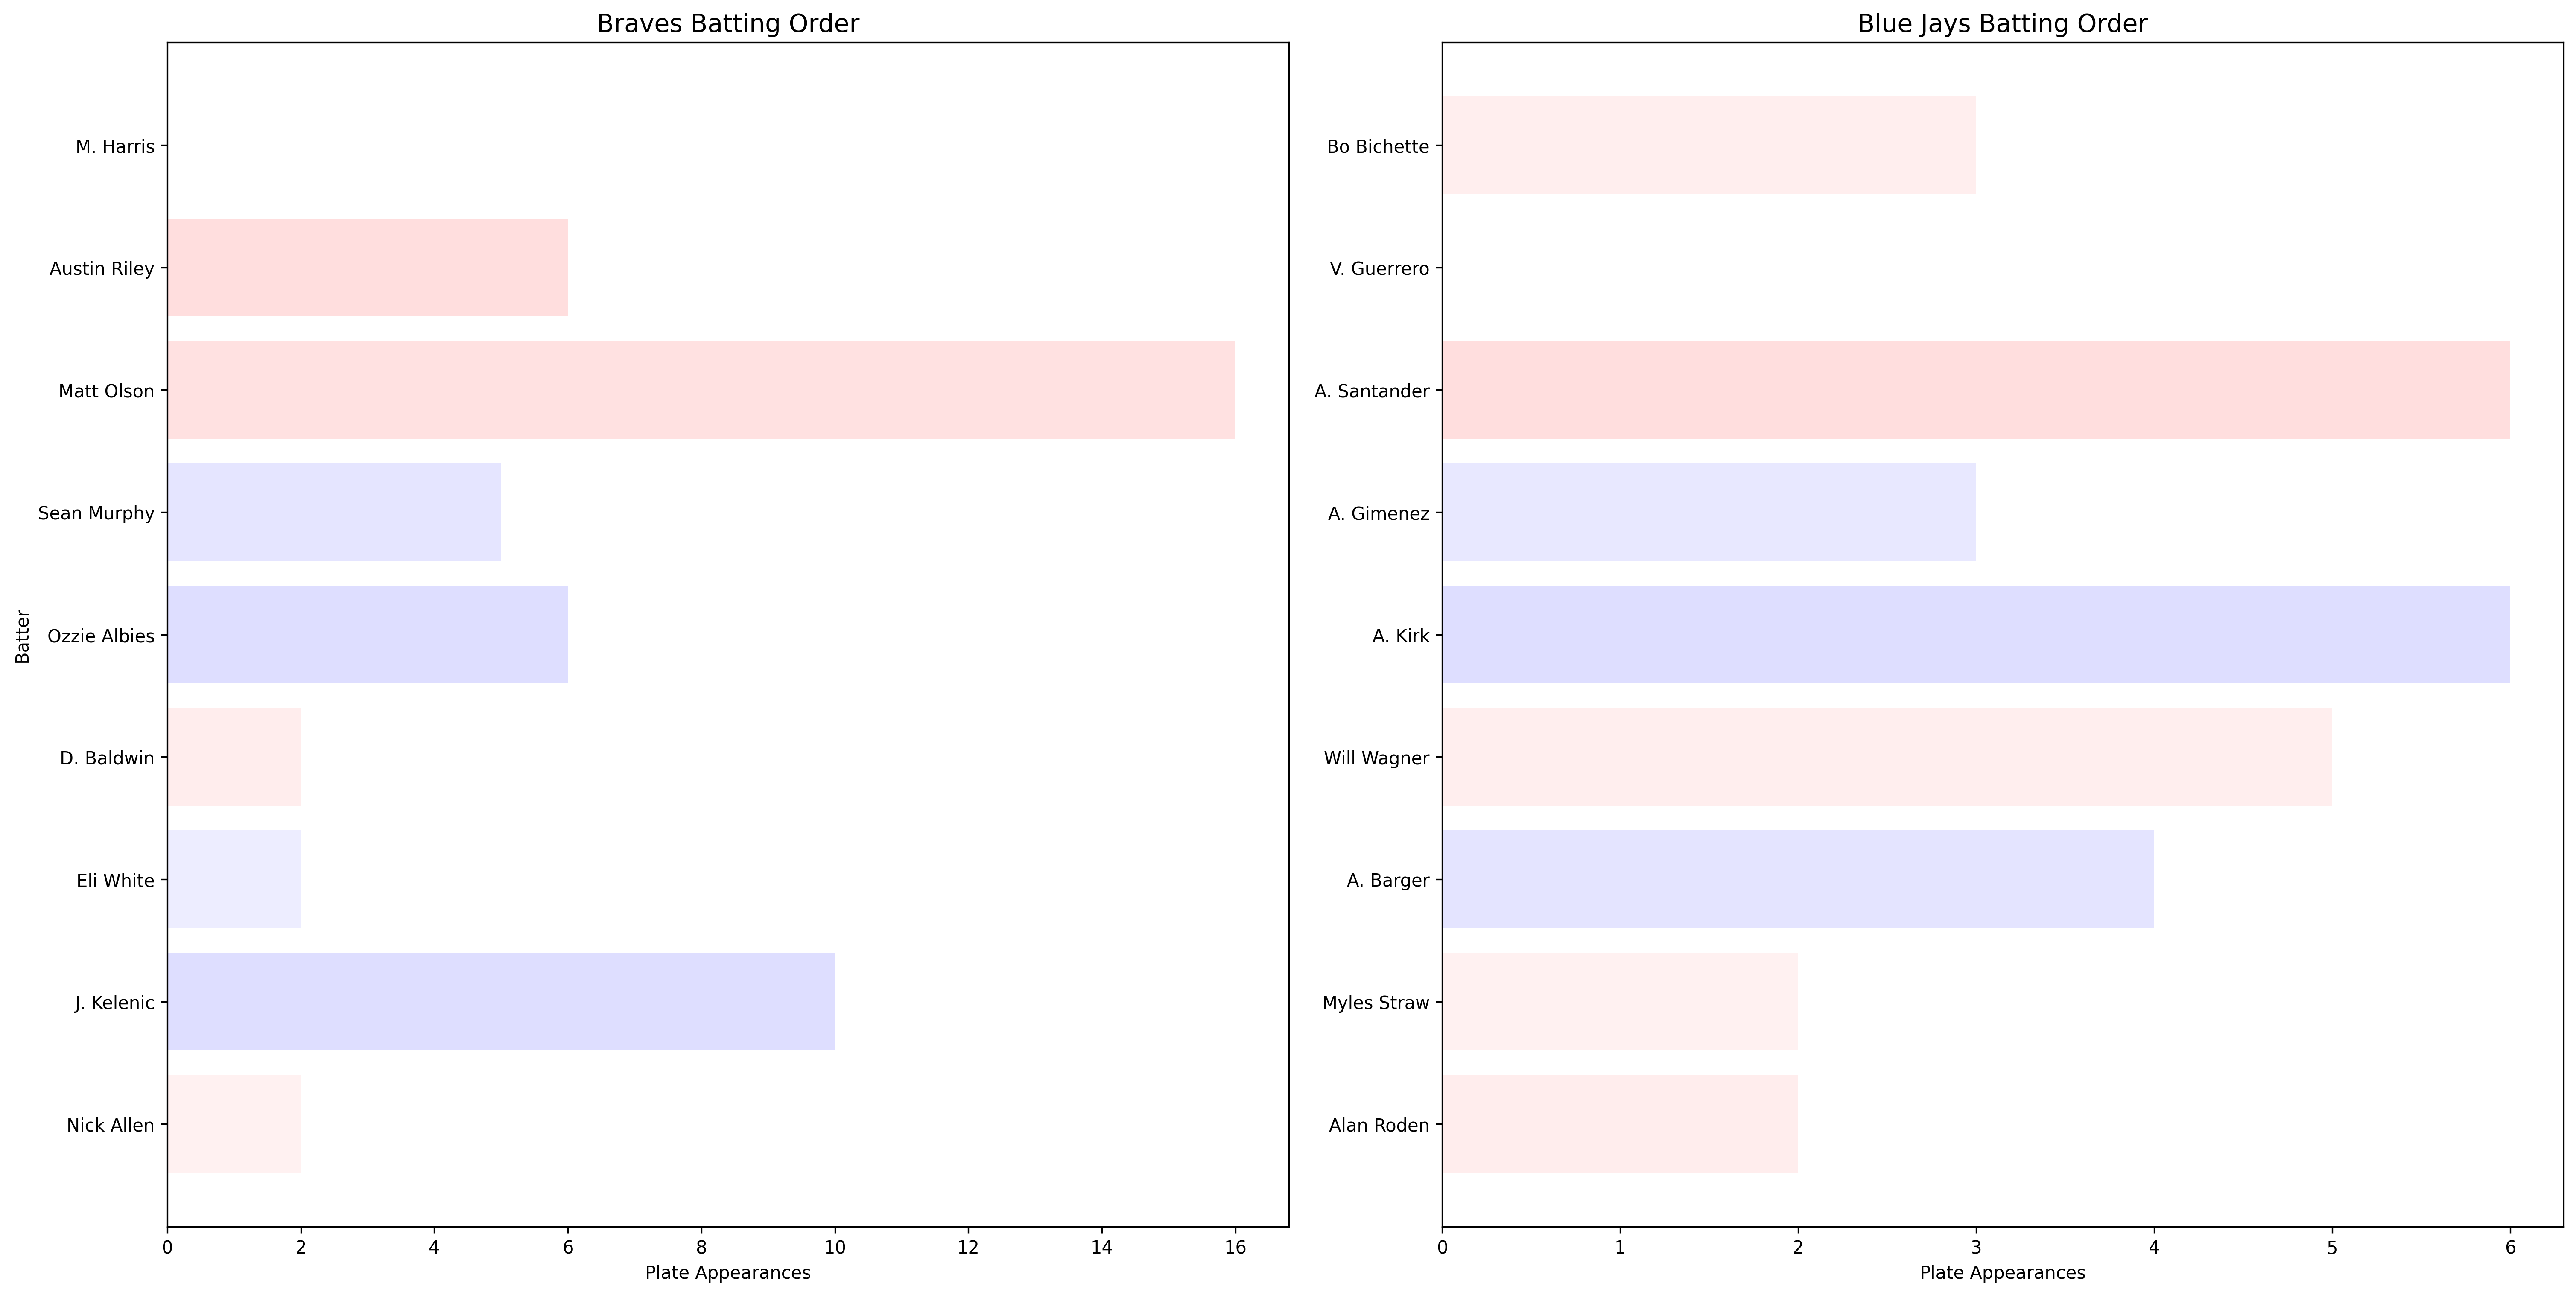 Braves Batting Order
Batter
M. Harris
Austin Riley
Matt Olson
Sean Murphy
Ozzie Albies
D. Baldwin
Eli White
J. Kelenic
Nick Allen
0 2 4 6 8 10 12 14 16
Plate Appearances
Blue Jays Batting Order
Bo Bichette
V. Guerrero
A. Santander
A. Gimenez
A. Kirk
Will Wagner
A. Barger
Myles Straw
Alan Roden
0 1 2 3 4 5 6
Plate Appearances